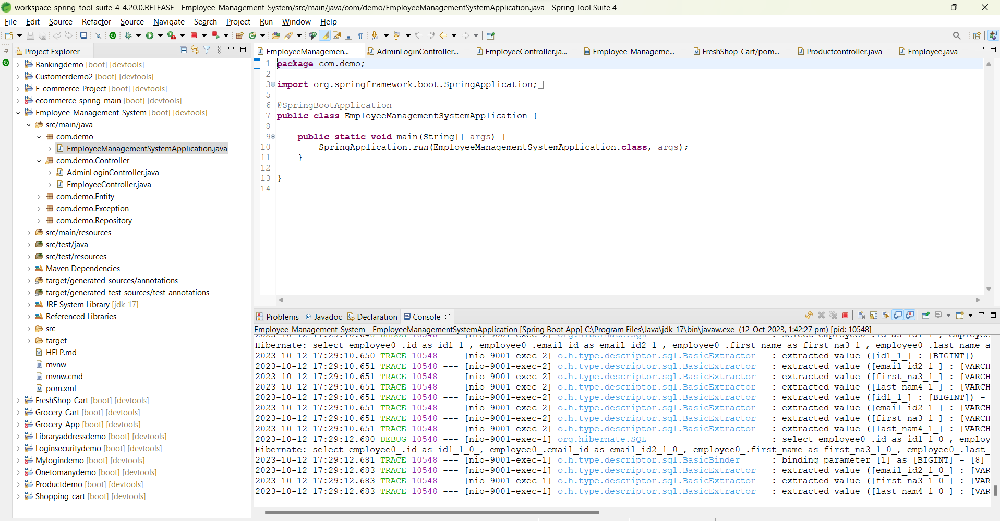 workspace-spring-tool-suite-4-4.20.0.RELEASE - Employee_Management_System/src/main/java/com/demo/EmployeeManagementSystemApplication.java - Spring Tool Suite 4
File Edit Source Refactor Source Navigate Search Project Run Window Help
Project Explorer
Bankingdemo [boot] [devtools]
Customerdemo2 [boot] [devtools]
E-commerce_Project [boot] [devtools]
ecommerce-spring-main [boot] [devtools]
Employee_Management_System [boot] [devtools]
src/main/java
com.demo
EmployeeManagementSystemApplication.java
com.demo.Controller
AdminLoginController.java
EmployeeController.java
com.demo.Entity
com.demo.Exception
com.demo.Repository
src/main/resources
src/test/java
src/test/resources
Maven Dependencies
target/generated-sources/annotations
target/generated-test-sources/test-annotations
JRE System Library [jdk-17]
Referenced Libraries
src
target
HELP.md
mvnw
mvnw.cmd
pom.xml
FreshShop_Cart [boot] [devtools]
Grocery_Cart [boot] [devtools]
Grocery-App [boot] [devtools]
Libraryaddressdemo [boot] [devtools]
Loginsecuritydemo [boot] [devtools]
Mylogindemo [boot] [devtools]
Onetomanydemo [boot] [devtools]
Productdemo [boot] [devtools]
Shopping_cart [boot] [devtools]
EmployeeManagemen... AdminLoginController... EmployeeController.ja... Employee_Manageme... FreshShop_Cart/pom... Productcontroller.java Employee.java
1 package com.demo;
2
3 import org.springframework.boot.SpringApplication;
5
6 @SpringBootApplication
7 public class EmployeeManagementSystemApplication {
8
9 public static void main(String[] args) {
10 SpringApplication.run(EmployeeManagementSystemApplication.class, args);
11 }
12
13 }
14
Problems @ Javadoc Declaration Console
Employee_Management_System - EmployeeManagementSystemApplication [Spring Boot App] C:\Program Files\Java\jdk-17\bin\javaw.exe (12-Oct-2023, 1:42:27 pm) [pid: 10548]
2023-10-12 17:29:10.648 DEBUG 10548 --- [nio-9001-exec-2] org.hibernate.SQL : select employee0_.id as id1_1_, employee
Hibernate: select employee0_.id as id1_1_, employee0_.email_id as email_id2_1_, employee0_.first_name as first_na3_1_, employee0_.last_name a
2023-10-12 17:29:10.650 TRACE 10548 --- [nio-9001-exec-2] o.h.type.descriptor.sql.BasicExtractor : extracted value ([id1_1_] : [BIGINT]) -
2023-10-12 17:29:10.651 TRACE 10548 --- [nio-9001-exec-2] o.h.type.descriptor.sql.BasicExtractor : extracted value ([email_id2_1_] : [VARCH
2023-10-12 17:29:10.651 TRACE 10548 --- [nio-9001-exec-2] o.h.type.descriptor.sql.BasicExtractor : extracted value ([first_na3_1_] : [VARCH
2023-10-12 17:29:10.651 TRACE 10548 --- [nio-9001-exec-2] o.h.type.descriptor.sql.BasicExtractor : extracted value ([last_nam4_1_] : [VARCH
2023-10-12 17:29:10.651 TRACE 10548 --- [nio-9001-exec-2] o.h.type.descriptor.sql.BasicExtractor : extracted value ([id1_1_] : [BIGINT]) -
2023-10-12 17:29:10.651 TRACE 10548 --- [nio-9001-exec-2] o.h.type.descriptor.sql.BasicExtractor : extracted value ([email_id2_1_] : [VARCH
2023-10-12 17:29:10.651 TRACE 10548 --- [nio-9001-exec-2] o.h.type.descriptor.sql.BasicExtractor : extracted value ([first_na3_1_] : [VARCH
2023-10-12 17:29:10.651 TRACE 10548 --- [nio-9001-exec-2] o.h.type.descriptor.sql.BasicExtractor : extracted value ([last_nam4_1_] : [VARCH
2023-10-12 17:29:12.680 DEBUG 10548 --- [nio-9001-exec-1] org.hibernate.SQL : select employee0_.id as id1_1_0_, employ
Hibernate: select employee0_.id as id1_1_0_, employee0_.email_id as email_id2_1_0_, employee0_.first_name as first_na3_1_0_, employee0_.last_
2023-10-12 17:29:12.681 TRACE 10548 --- [nio-9001-exec-1] o.h.type.descriptor.sql.BasicBinder : binding parameter [1] as [BIGINT] - [8]
2023-10-12 17:29:12.683 TRACE 10548 --- [nio-9001-exec-1] o.h.type.descriptor.sql.BasicExtractor : extracted value ([email_id2_1_0_] : [VAR
2023-10-12 17:29:12.683 TRACE 10548 --- [nio-9001-exec-1] o.h.type.descriptor.sql.BasicExtractor : extracted value ([first_na3_1_0_] : [VAR
2023-10-12 17:29:12.683 TRACE 10548 --- [nio-9001-exec-1] o.h.type.descriptor.sql.BasicExtractor : extracted value ([last_nam4_1_0_] : [VAR